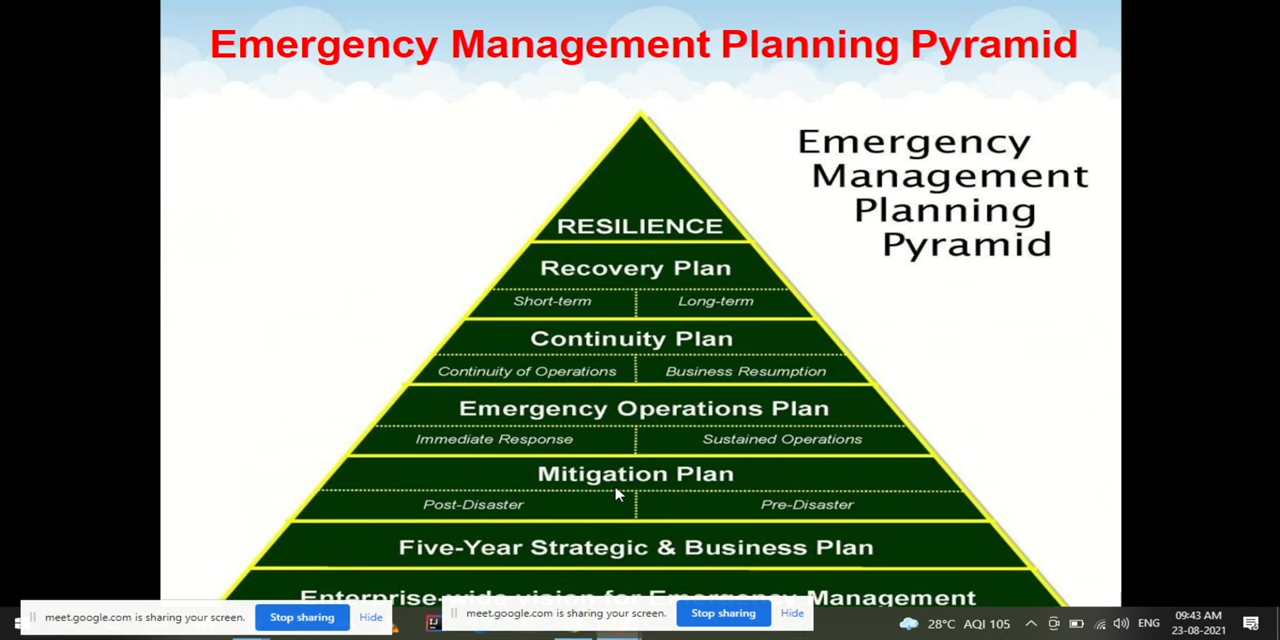 Emergency Management Planning Pyramid
Emergency
Management
Planning
Pyramid
RESILIENCE
Recovery Plan
Short-term Long-term
Continuity Plan
Continuity of Operations Business Resumption
Emergency Operations Plan
Immediate Response Sustained Operations
Mitigation Plan
Post-Disaster Pre-Disaster
Five-Year Strategic & Business Plan
Enterprise-wide vision for Emergency Management
meet.google.com is sharing your screen. Stop sharing Hide
meet.google.com is sharing your screen. Stop sharing Hide
28°C AQI 105 ENG 09:43 AM
23-08-2021